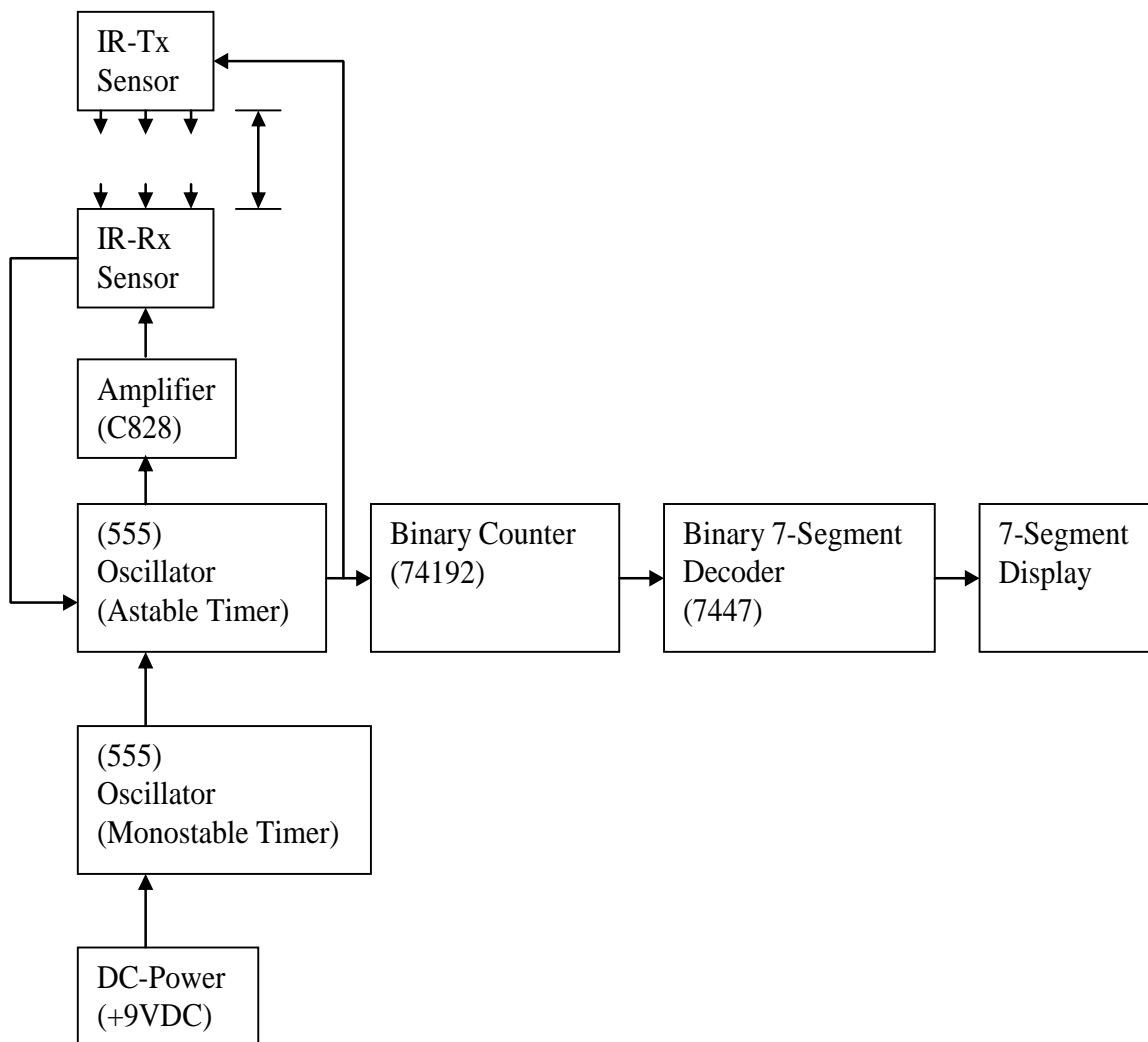 IR-Tx
Sensor
IR-Rx
Sensor
Amplifier
(C828)
(555)
Oscillator
(Astable Timer)
Binary Counter
(74192)
Binary 7-Segment
Decoder
(7447)
7-Segment
Display
(555)
Oscillator
(Monostable Timer)
DC-Power
(+9VDC)